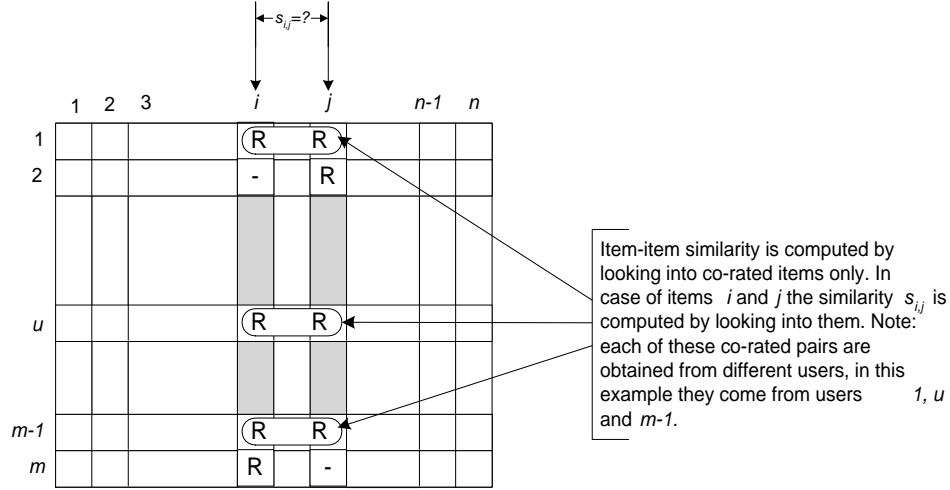 s_{i,j}=?
1 2 3 i j n-1 n
1 R R
2 - R
u R R
m-1 R R
m R -
Item-item similarity is computed by
looking into co-rated items only. In
case of items i and j the similarity s_{i,j} is
computed by looking into them. Note:
each of these co-rated pairs are
obtained from different users, in this
example they come from users 1, u
and m-1.